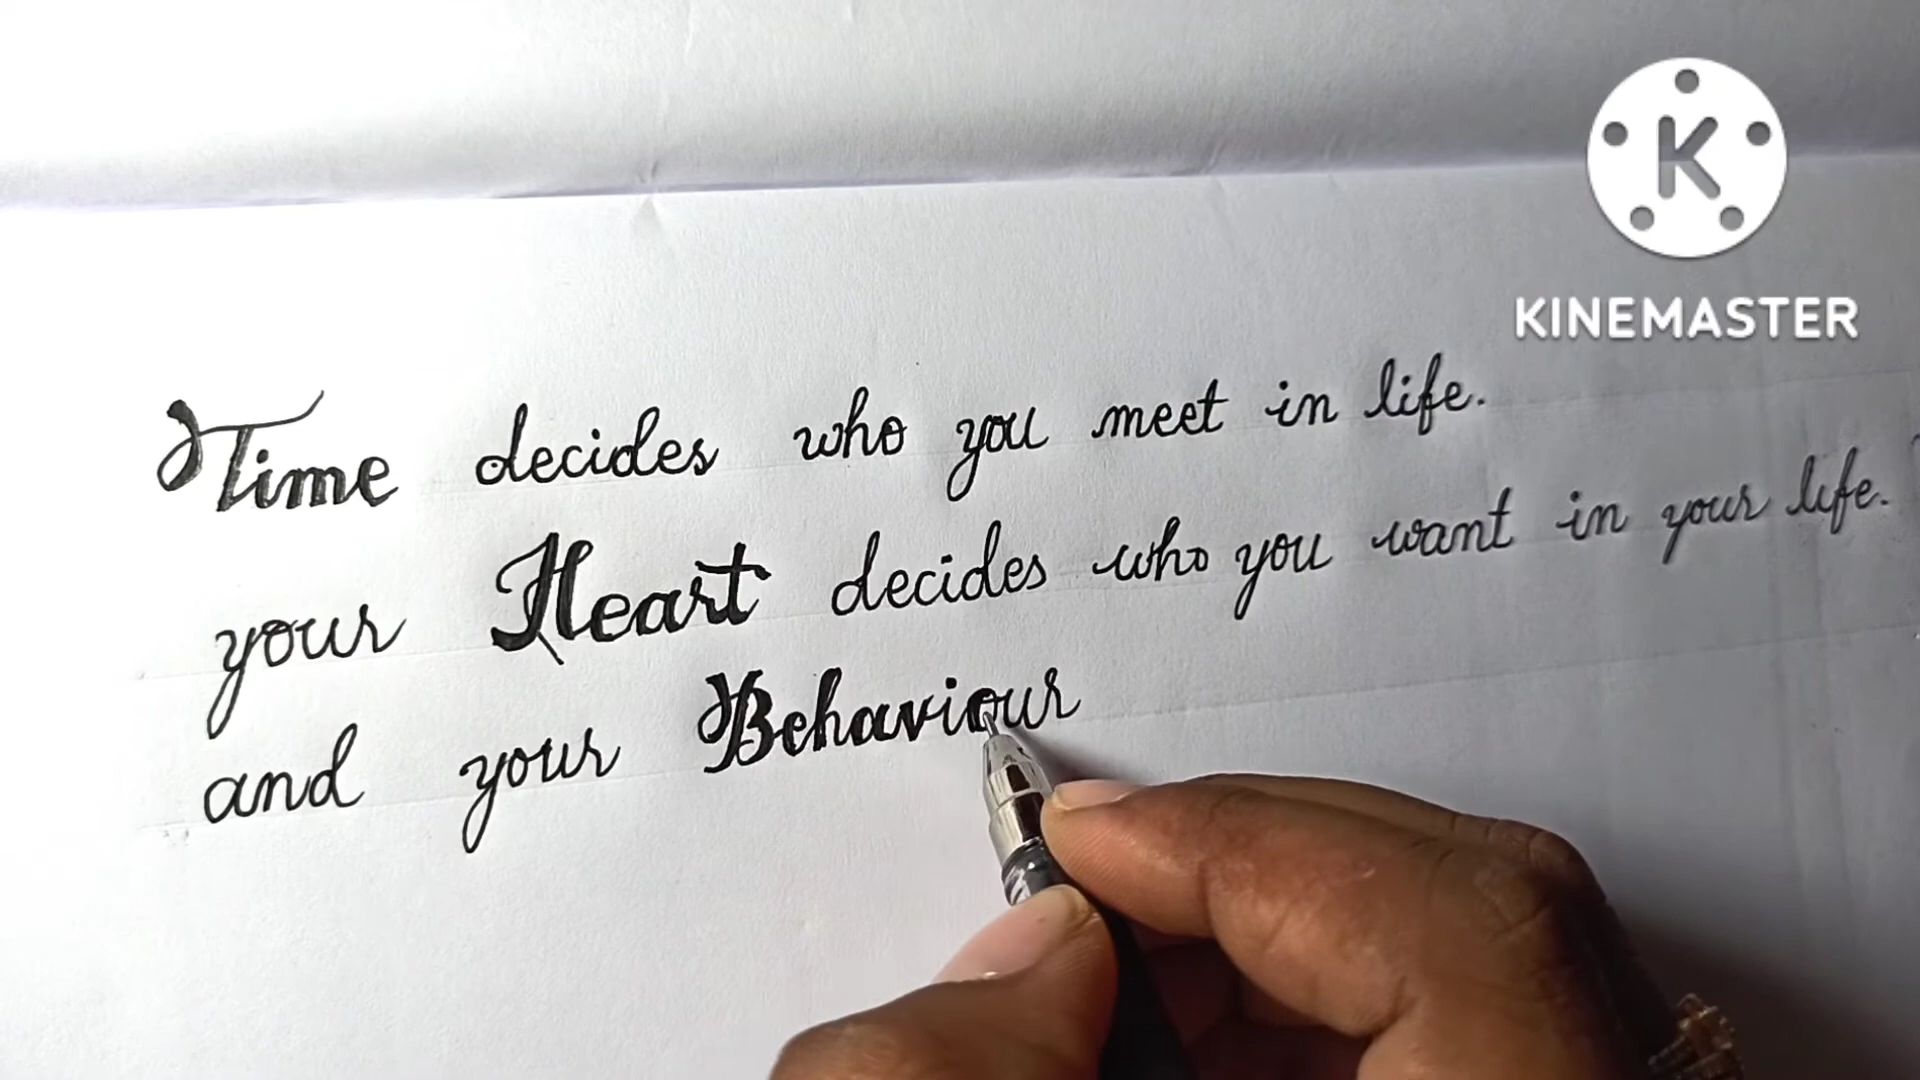 K
KINEMASTER
Time decides who you meet in life.
your Heart decides who you want in your life.
and your Behaviour